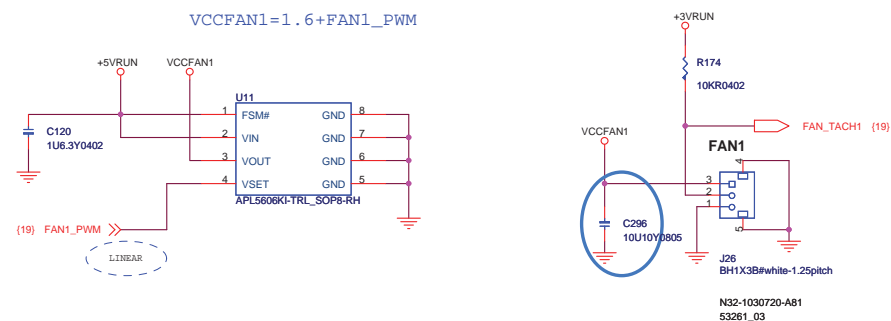 VCCFAN1=1.6+FAN1_PWM
+5VRUN
VCCFAN1
U11
1 FSM# GND 8
2 VIN GND 7
3 VOUT GND 6
4 VSET GND 5
APL5606KI-TRL_SOP8-RH
C120
1U6.3Y0402
{19} FAN1_PWM
LINEAR
+3VRUN
R174
10KR0402
FAN_TACH1 {19}
VCCFAN1
FAN1
4
3
2
1
5
C296
10U10Y0805
J26
BH1X3B#white-1.25pitch
N32-1030720-A81
53261_03